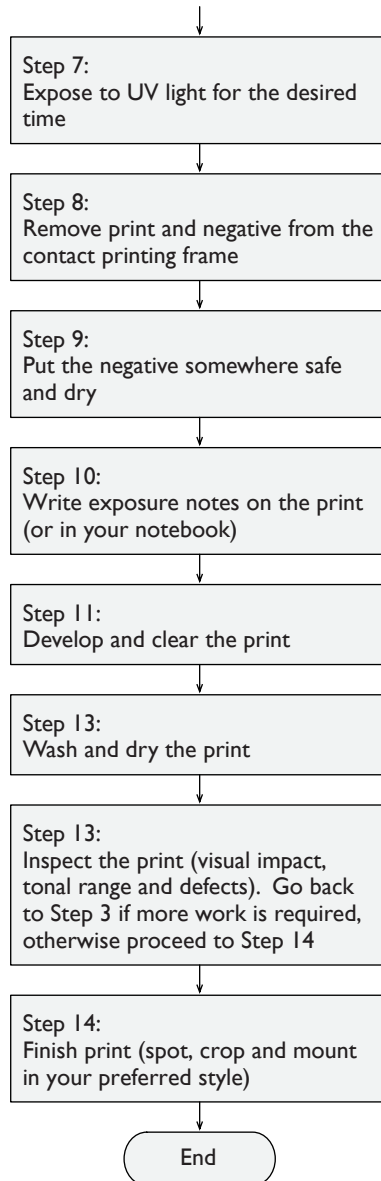 Step 7:
Expose to UV light for the desired
time
Step 8:
Remove print and negative from the
contact printing frame
Step 9:
Put the negative somewhere safe
and dry
Step 10:
Write exposure notes on the print
(or in your notebook)
Step 11:
Develop and clear the print
Step 13:
Wash and dry the print
Step 13:
Inspect the print (visual impact,
tonal range and defects).  Go back
to Step 3 if more work is required,
otherwise proceed to Step 14
Step 14:
Finish print (spot, crop and mount
in your preferred style)
End